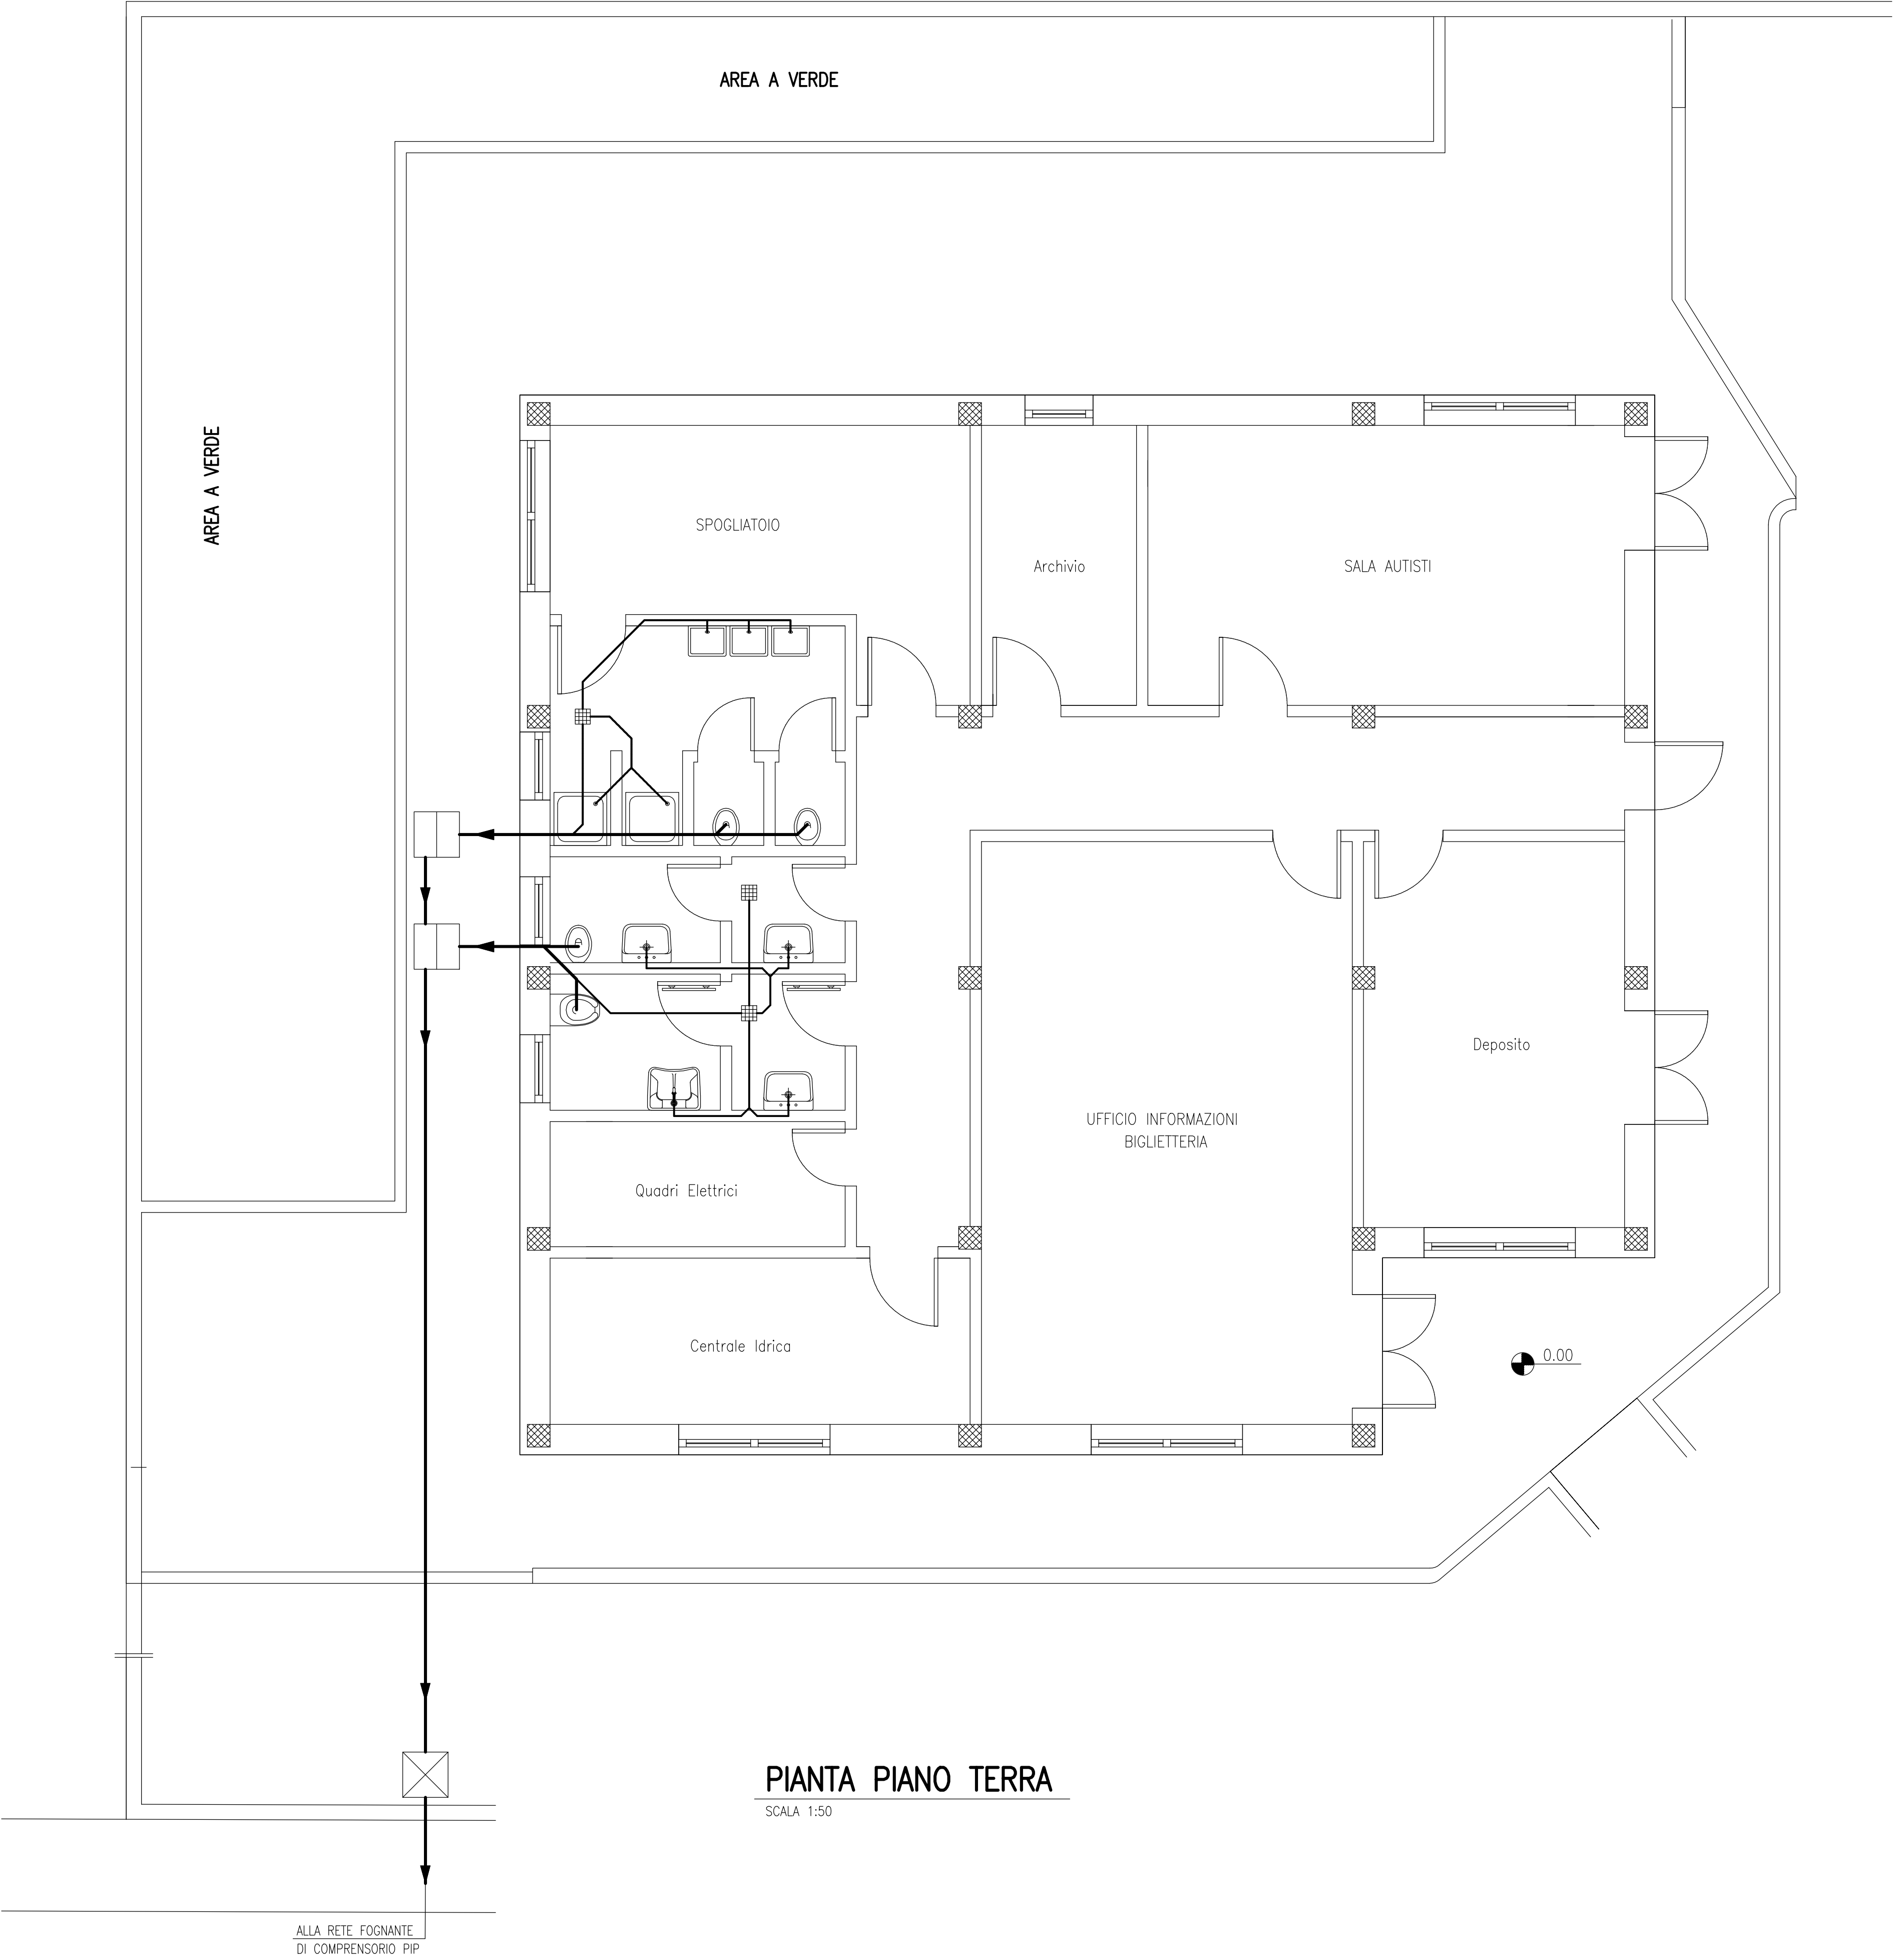 AREA A VERDE
AREA A VERDE
SPOGLIATOIO
Archivio
SALA AUTISTI
Deposito
UFFICIO INFORMAZIONI
BIGLIETTERIA
Quadri Elettrici
Centrale Idrica
0.00
PIANTA PIANO TERRA
SCALA 1:50
ALLA RETE FOGNANTE
DI COMPRENSORIO PIP